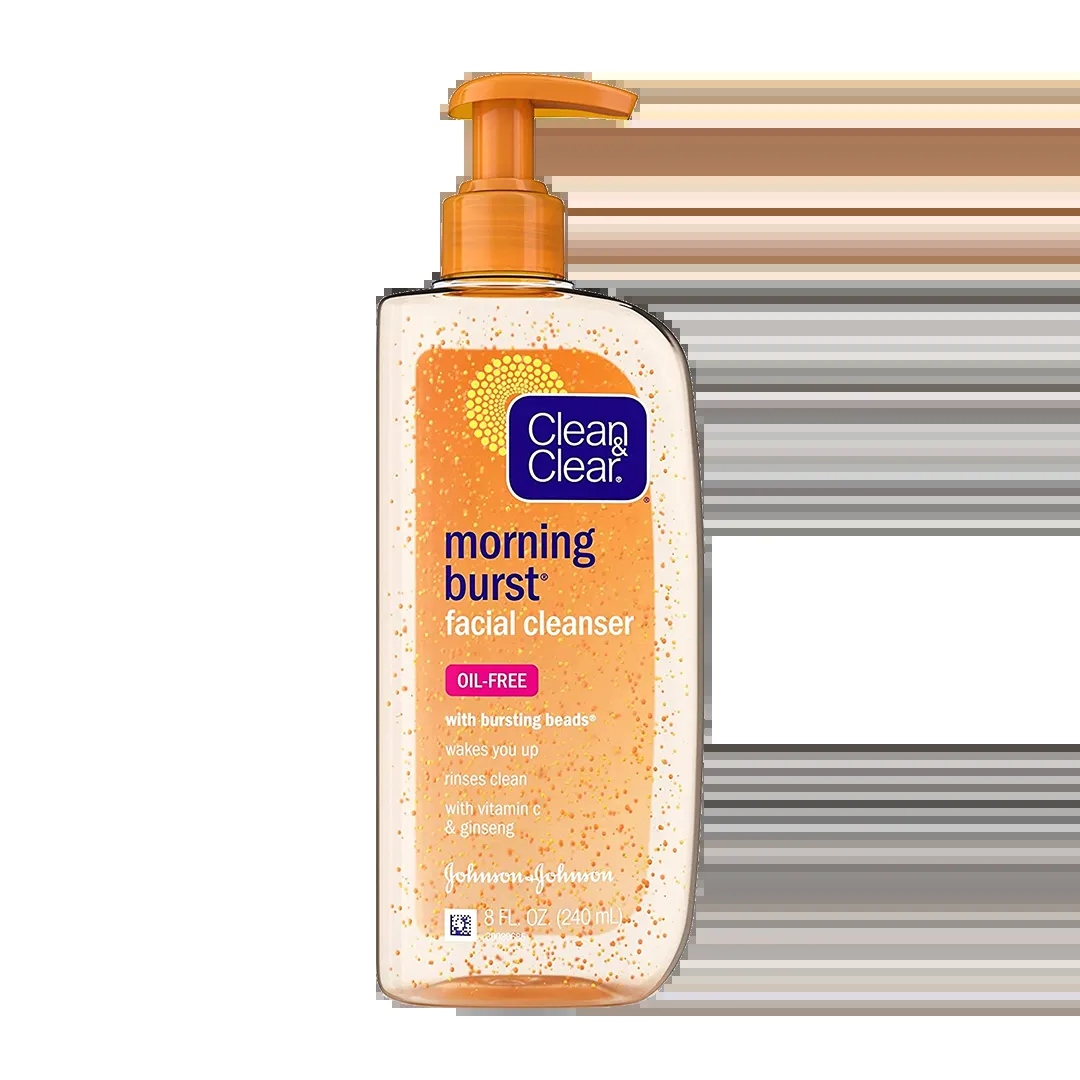 Clean
&
Clear®
morning
burst®
facial cleanser
OIL-FREE
with bursting beads®
wakes you up
rinses clean
with vitamin c
& ginseng
Johnson & Johnson
8 FL. OZ. (240 mL)